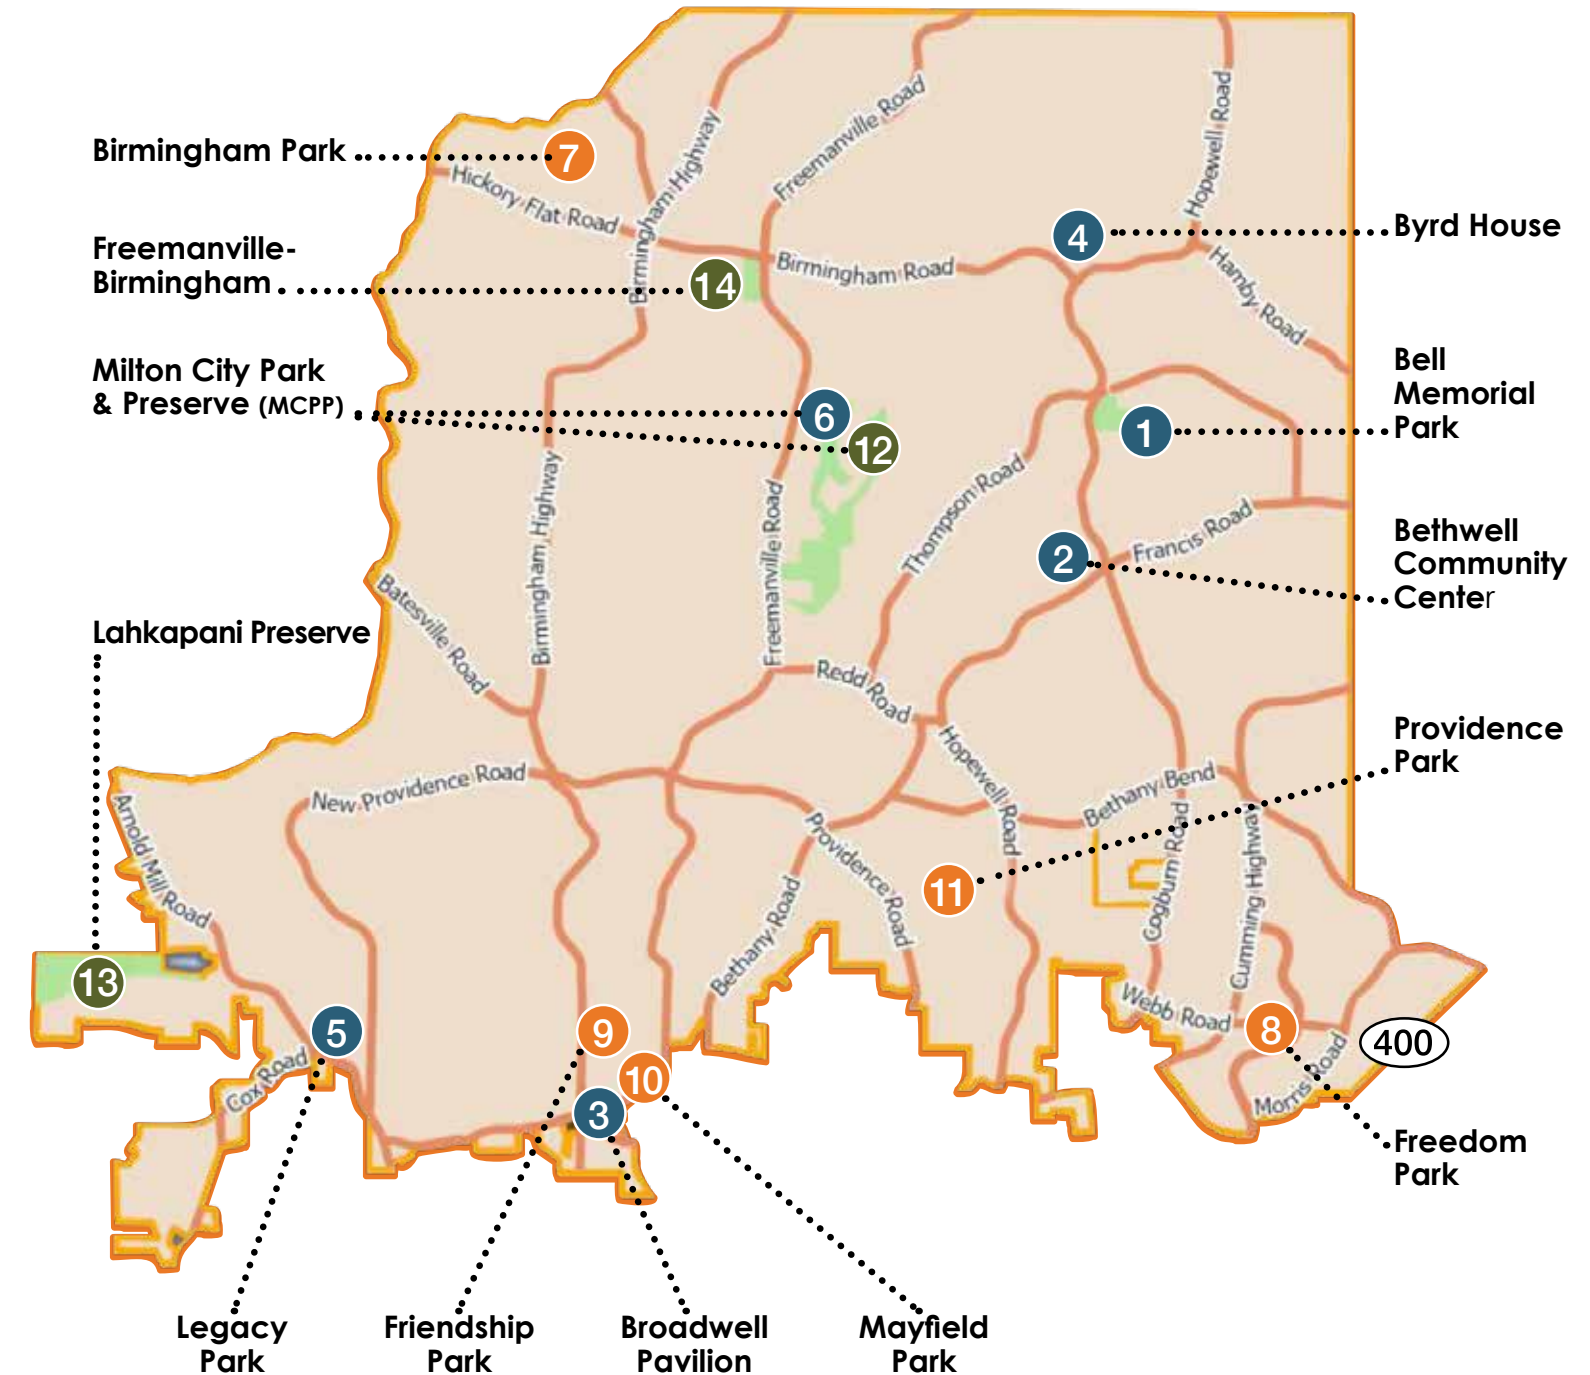 Birmingham Park
7
Hickory Flat Road
Birmingham Highway
Freemanville Road
Hopewell Road
4
Byrd House
Freemanville-
Birmingham
14
Birmingham Highway
Birmingham Road
Hamby Road
Milton City Park
& Preserve (MCPP)
6
12
Bell
Memorial
Park
1
Thompson Road
Birmingham Highway
Freemanville Road
2
Francis Road
Bethwell
Community
Center
Batesville Road
Lahkapani Preserve
Redd Road
Hopewell Road
Providence
Park
New Providence Road
Arnold Mill Road
Providence Road
Bethany Bend
Cogburn Road
Cumming Highway
11
Bethany Road
13
Webb Road
5
9
8
400
10
Cox Road
3
Morris Road
Freedom
Park
Legacy
Park
Friendship
Park
Broadwell
Pavilion
Mayfield
Park